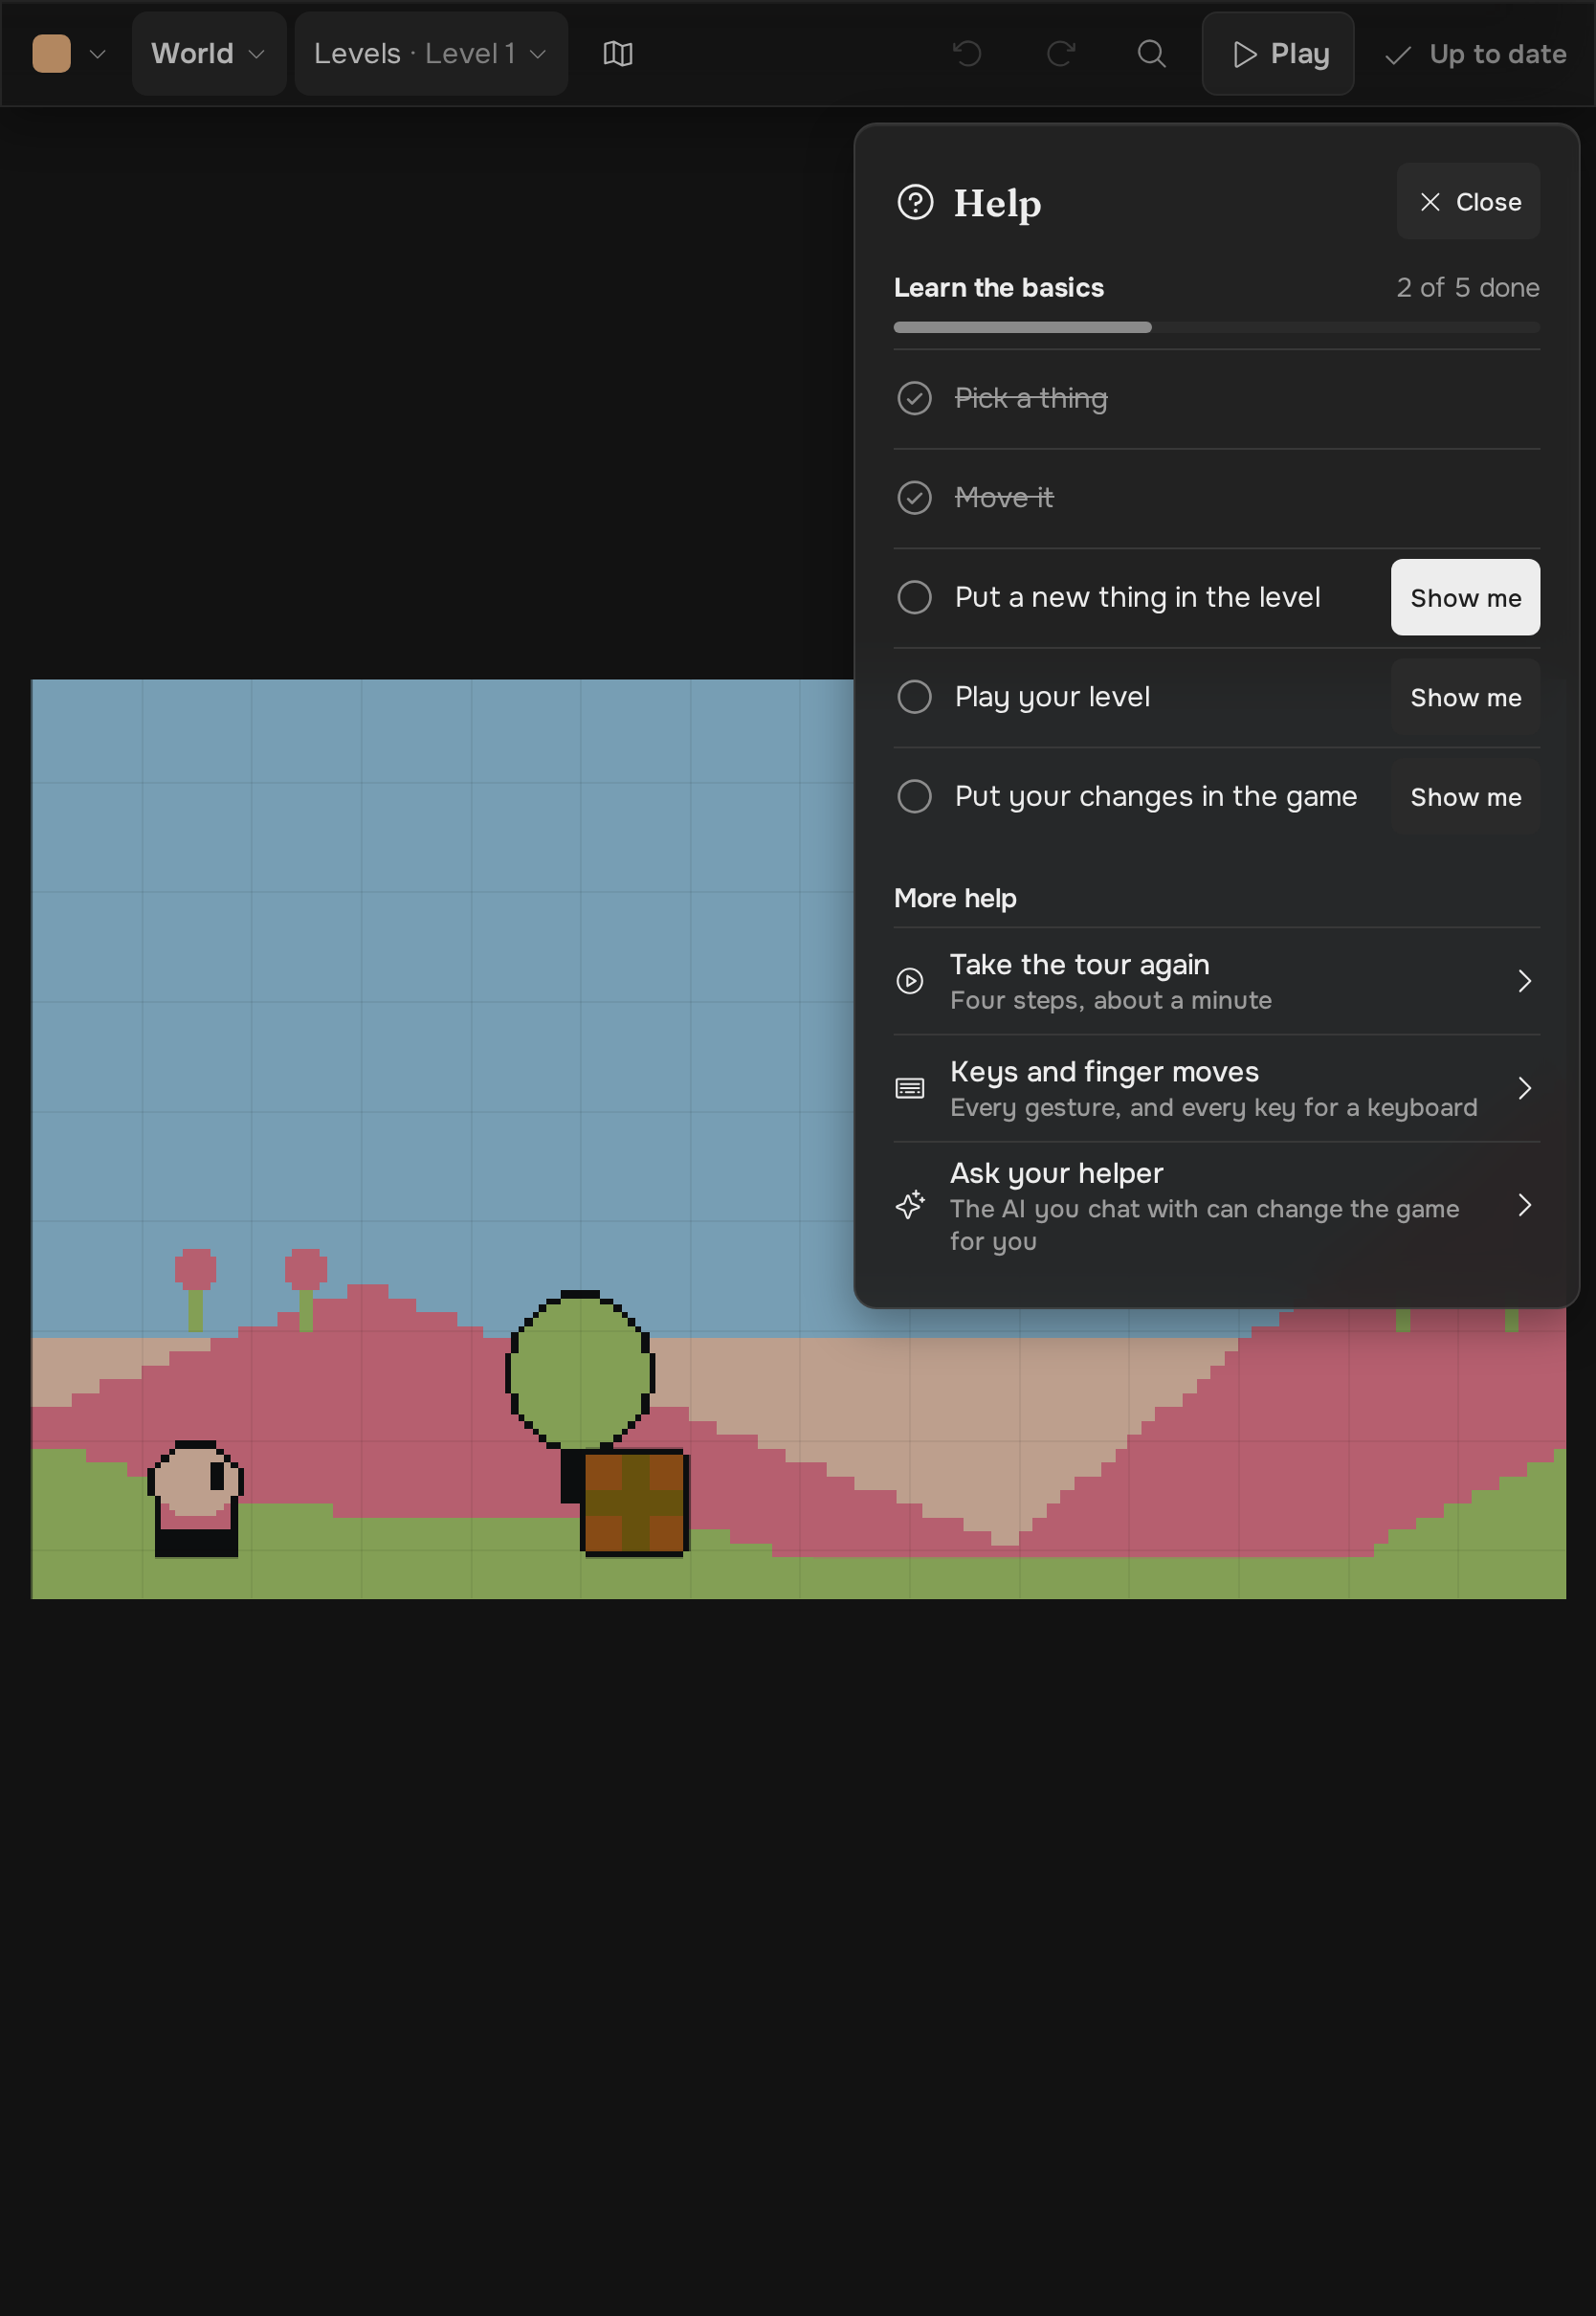 World
Levels · Level 1
Play
Up to date
Help
Close
Learn the basics
2 of 5 done
Pick a thing
Move it
Put a new thing in the level
Show me
Play your level
Show me
Put your changes in the game
Show me
More help
Take the tour again
Four steps, about a minute
Keys and finger moves
Every gesture, and every key for a keyboard
Ask your helper
The AI you chat with can change the game
for you